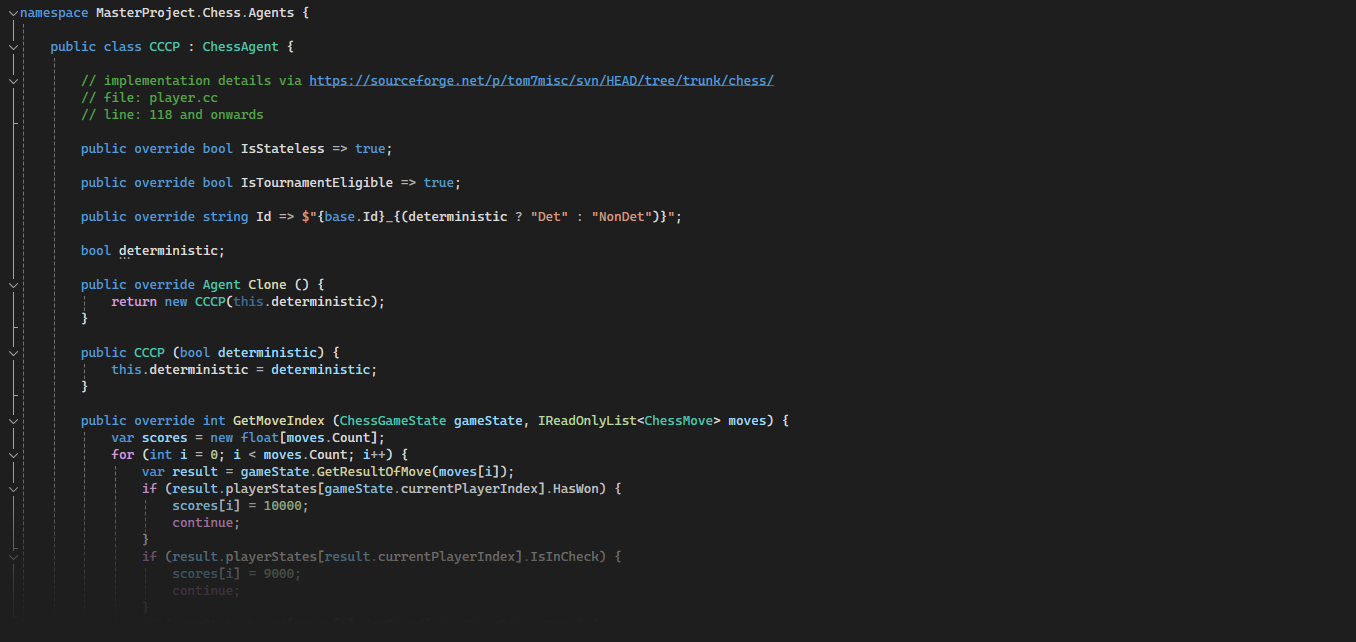 namespace MasterProject.Chess.Agents {
public class CCCP : ChessAgent {
// implementation details via https://sourceforge.net/p/tom7misc/svn/HEAD/tree/trunk/chess/
// file: player.cc
// line: 118 and onwards
public override bool IsStateless => true;
public override bool IsTournamentEligible => true;
public override string Id => $"{base.Id}_{(deterministic ? "Det" : "NonDet")}";
bool deterministic;
public override Agent Clone () {
return new CCCP(this.deterministic);
}
public CCCP (bool deterministic) {
this.deterministic = deterministic;
}
public override int GetMoveIndex (ChessGameState gameState, IReadOnlyList<ChessMove> moves) {
var scores = new float[moves.Count];
for (int i = 0; i < moves.Count; i++) {
var result = gameState.GetResultOfMove(moves[i]);
if (result.playerStates[gameState.currentPlayerIndex].HasWon) {
scores[i] = 10000;
continue;
}
if (result.playerStates[result.currentPlayerIndex].IsInCheck) {
scores[i] = 9000;
continue;
}